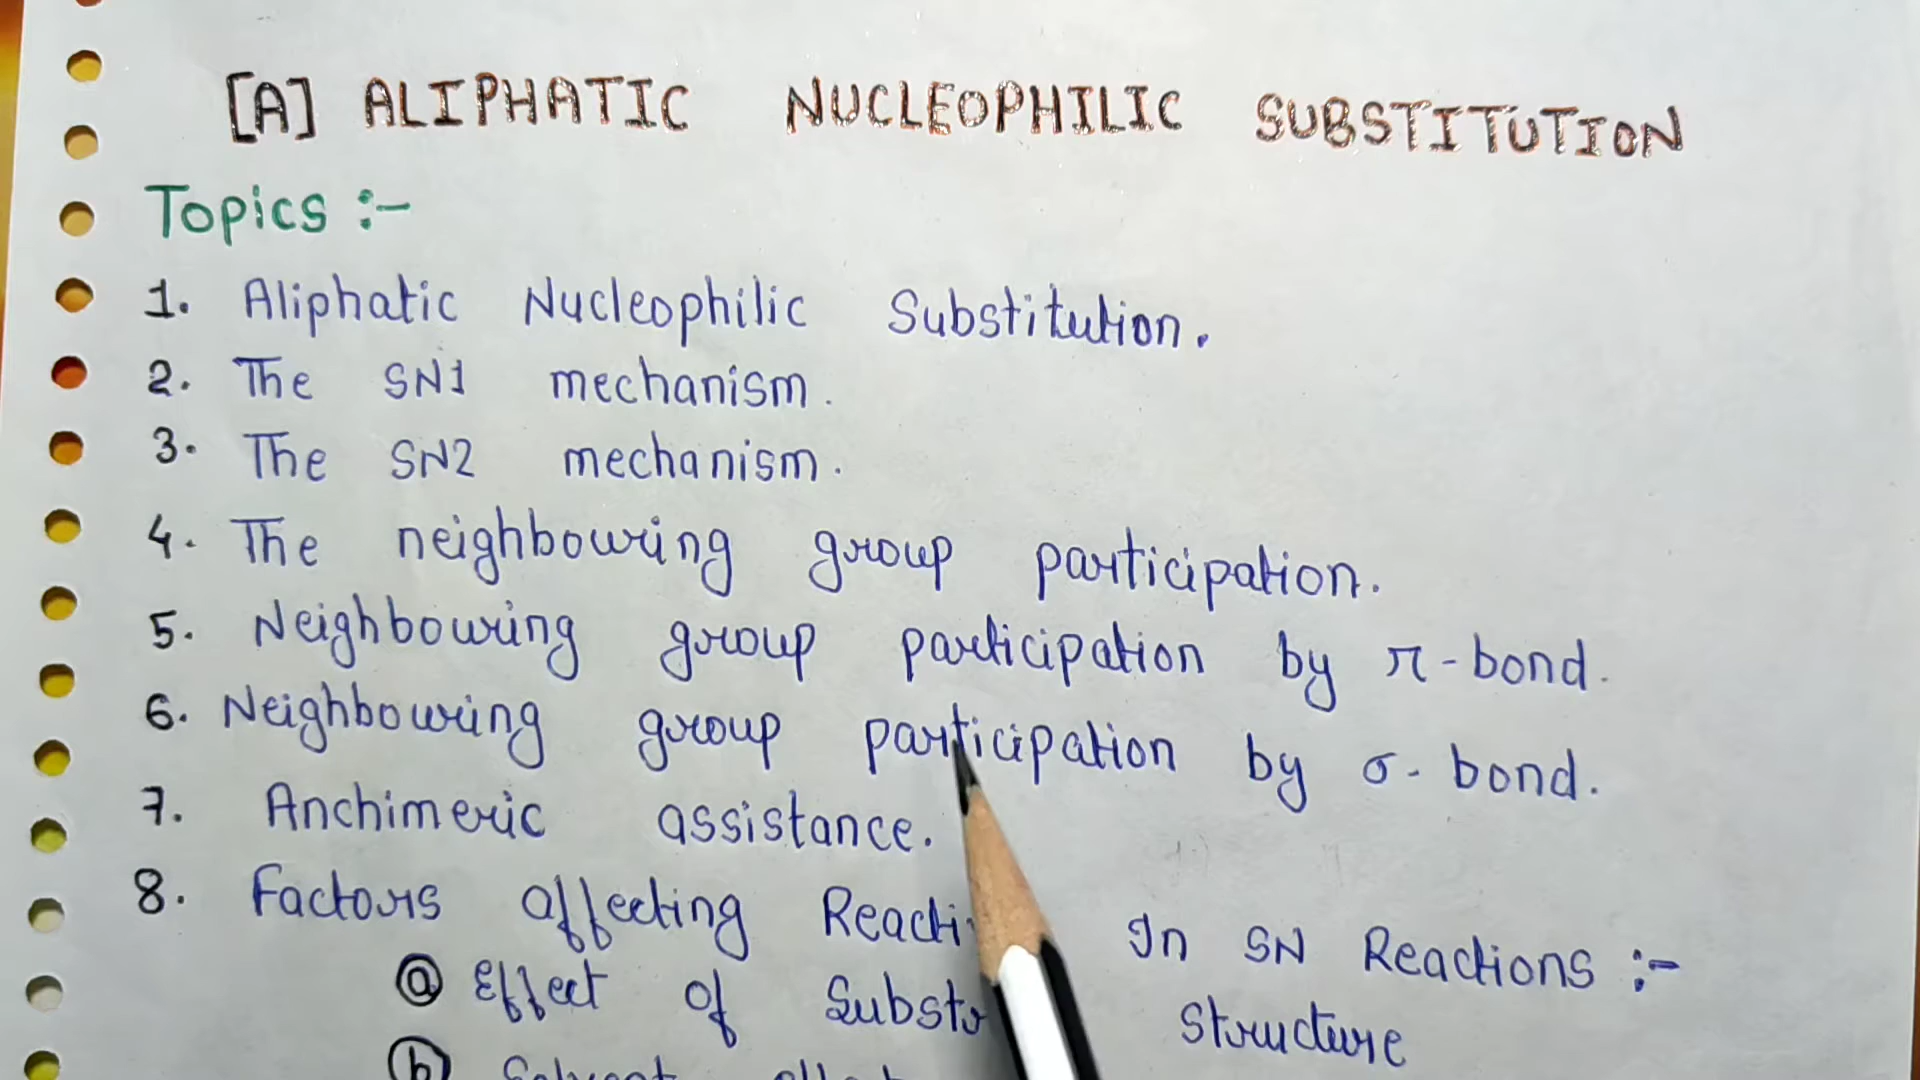 [A] ALIPHATIC NUCLEOPHILIC SUBSTITUTION
Topics :-
1. Aliphatic Nucleophilic Substitution.
2. The SN1 mechanism.
3. The SN2 mechanism.
4. The neighbouring group participation.
5. Neighbouring group participation by π-bond.
6. Neighbouring group participation by σ- bond.
7. Anchimeric assistance.
8. Factors affecting In SN Reactions :-
(a) Effect of Structure
(b)